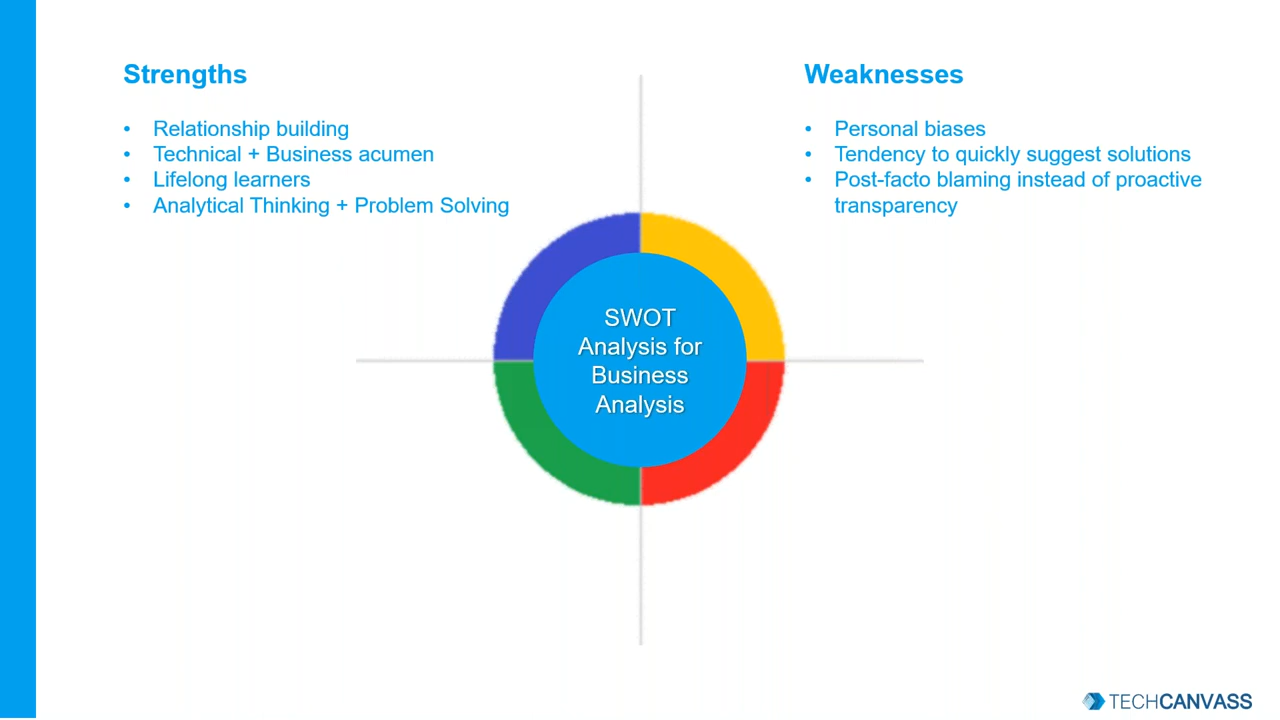 Strengths
• Relationship building
• Technical + Business acumen
• Lifelong learners
• Analytical Thinking + Problem Solving
Weaknesses
• Personal biases
• Tendency to quickly suggest solutions
• Post-facto blaming instead of proactive
transparency
SWOT
Analysis for
Business
Analysis
TECHCANVASS